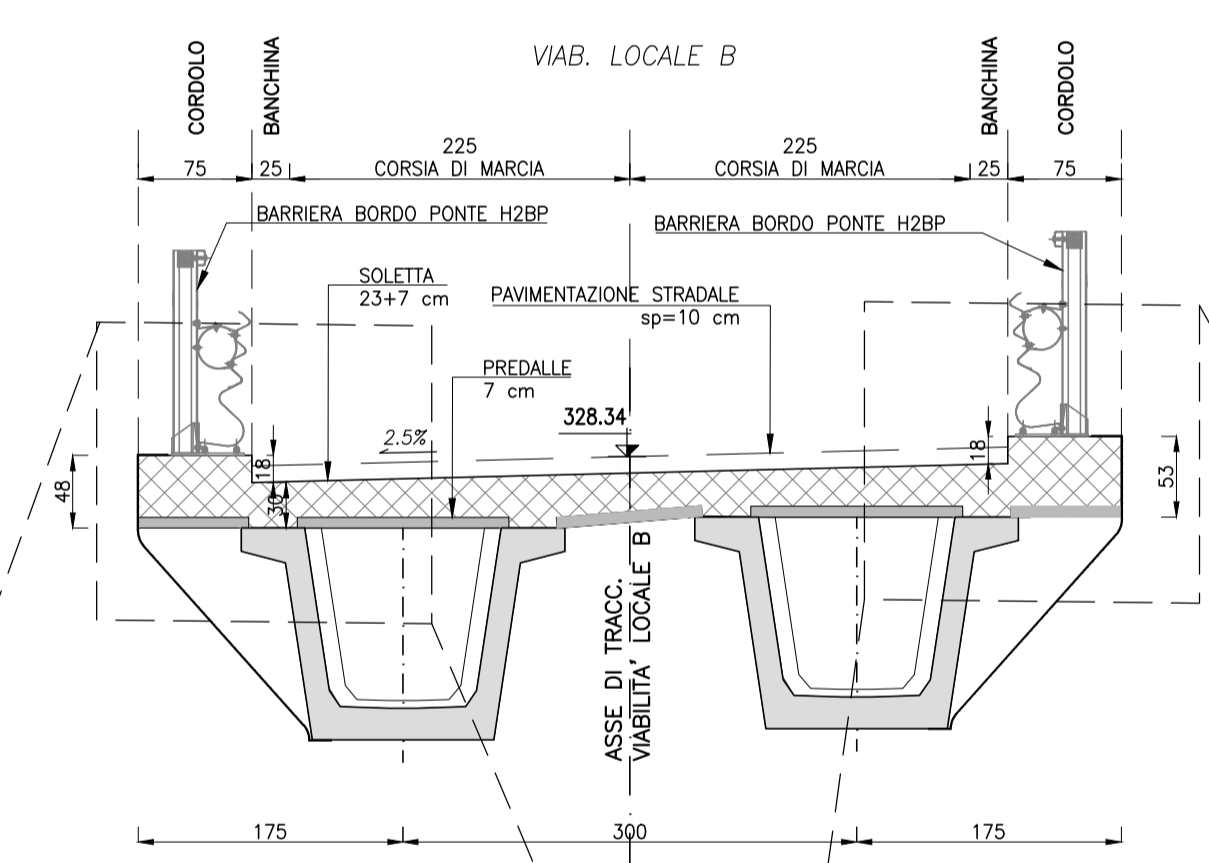 VIAB. LOCALE B
CORDOLO
BANCHINA
BANCHINA
CORDOLO
75
25
225
CORSIA DI MARCIA
225
CORSIA DI MARCIA
25
75
BARRIERA BORDO PONTE H2BP
BARRIERA BORDO PONTE H2BP
SOLETTA
23+7 cm
PAVIMENTAZIONE STRADALE
sp=10 cm
PREDALLE
7 cm
328.34
2.5%
18
18
48
30
53
ASSE DI TRACC.
VIABILITA' LOCALE B
175
300
175